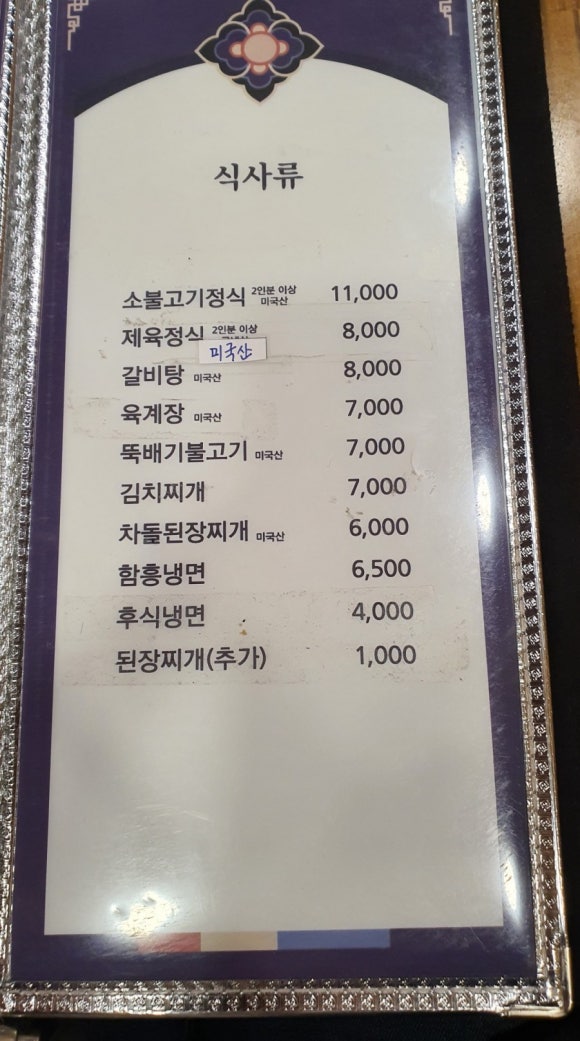 식사류
소불고기정식 2인분 이상 미국산 11,000
제육정식 2인분 이상 8,000
미국산
갈비탕 미국산 8,000
육계장 미국산 7,000
뚝배기불고기 미국산 7,000
김치찌개 7,000
차돌된장찌개 미국산 6,000
함흥냉면 6,500
후식냉면 4,000
된장찌개(추가) 1,000